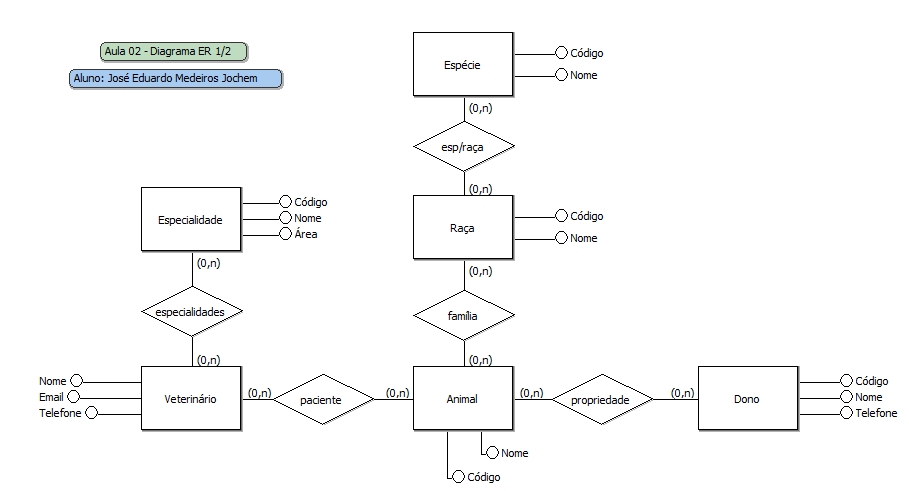 Aula 02 - Diagrama ER 1/2
Aluno: José Eduardo Medeiros Jochem
Espécie
Código
Nome
(0,n)
esp/raça
(0,n)
Raça
Código
Nome
(0,n)
família
(0,n)
Especialidade
Código
Nome
Área
(0,n)
especialidades
(0,n)
Nome
Email
Telefone
Veterinário
(0,n)
paciente
(0,n)
Animal
Nome
Código
(0,n)
propriedade
(0,n)
Dono
Código
Nome
Telefone